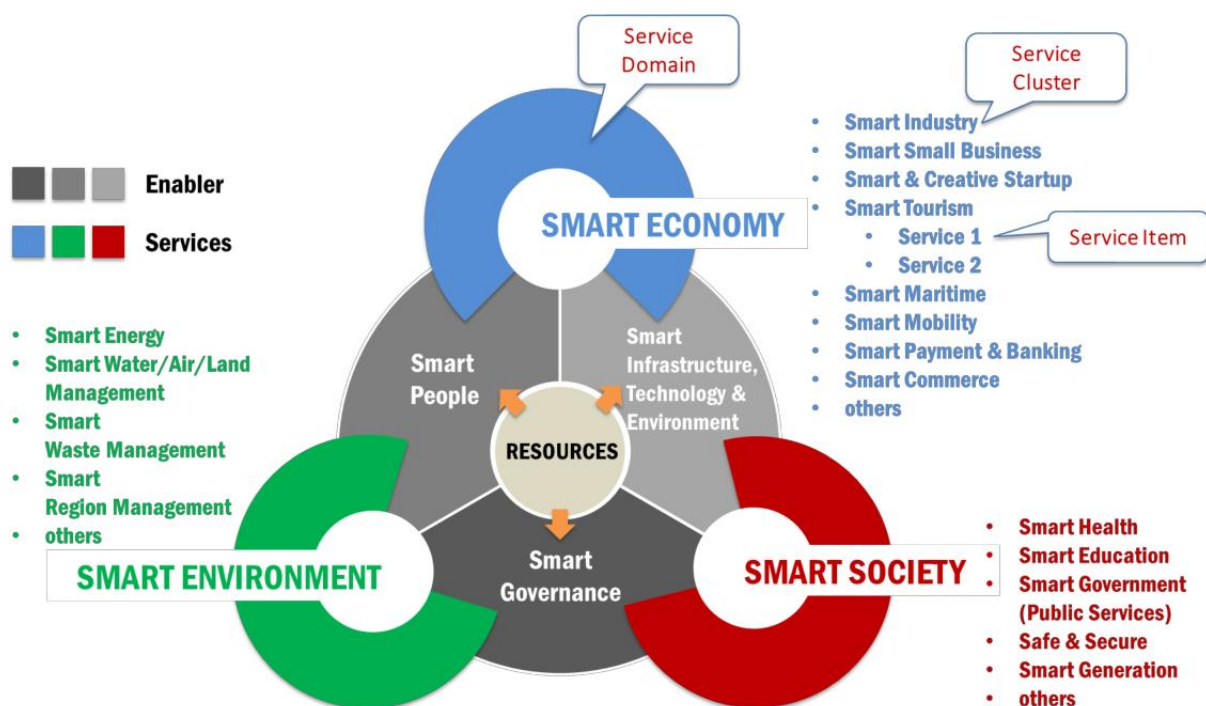 Service
Domain
Service
Cluster
Enabler
Services
SMART ECONOMY
• Smart Industry
• Smart Small Business
• Smart & Creative Startup
• Smart Tourism
• Service 1
• Service 2
Service Item
• Smart Maritime
• Smart Mobility
• Smart Payment & Banking
• Smart Commerce
• others
Smart
People
Smart
Infrastructure,
Technology &
Environment
RESOURCES
Smart
Governance
• Smart Energy
• Smart Water/Air/Land
Management
• Smart
Waste Management
• Smart
Region Management
• others
SMART ENVIRONMENT
SMART SOCIETY
• Smart Health
• Smart Education
• Smart Government
(Public Services)
• Safe & Secure
• Smart Generation
• others